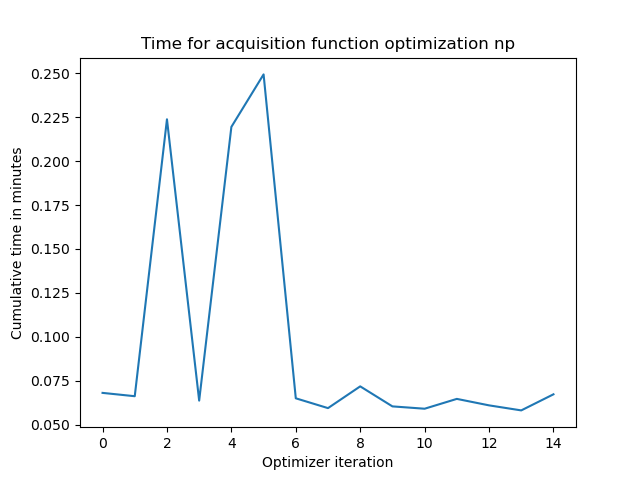 Time for acquisition function optimization np
Cumulative time in minutes
0.250
0.225
0.200
0.175
0.150
0.125
0.100
0.075
0.050
0 2 4 6 8 10 12 14
Optimizer iteration